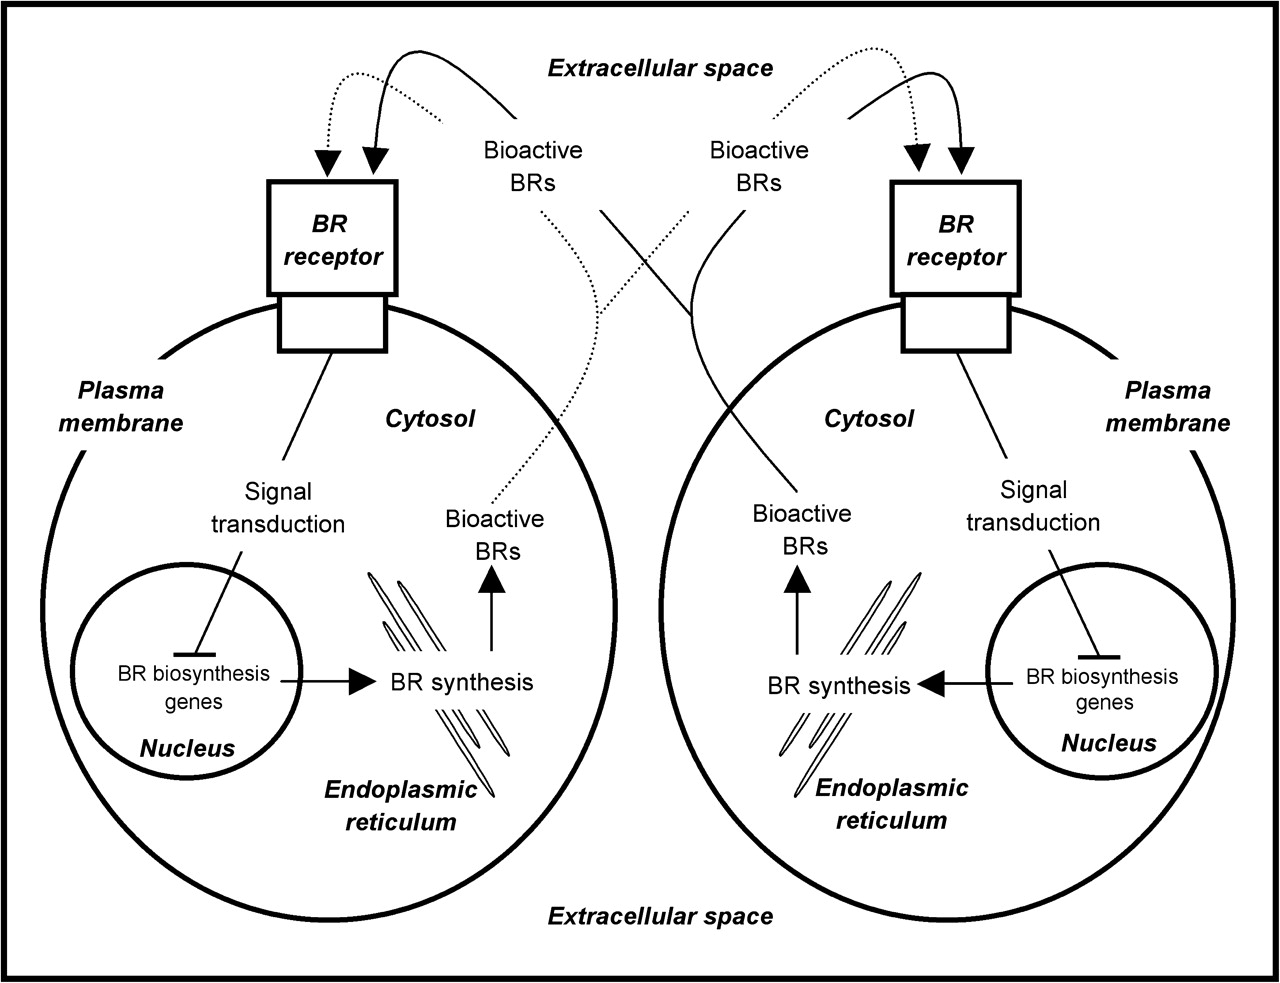 Extracellular space
Bioactive
BRs
Bioactive
BRs
BR
receptor
BR
receptor
Plasma
membrane
Cytosol
Cytosol
Plasma
membrane
Signal
transduction
Bioactive
BRs
Bioactive
BRs
Signal
transduction
BR biosynthesis
genes
Nucleus
BR synthesis
BR synthesis
BR biosynthesis
genes
Nucleus
Endoplasmic
reticulum
Endoplasmic
reticulum
Extracellular space